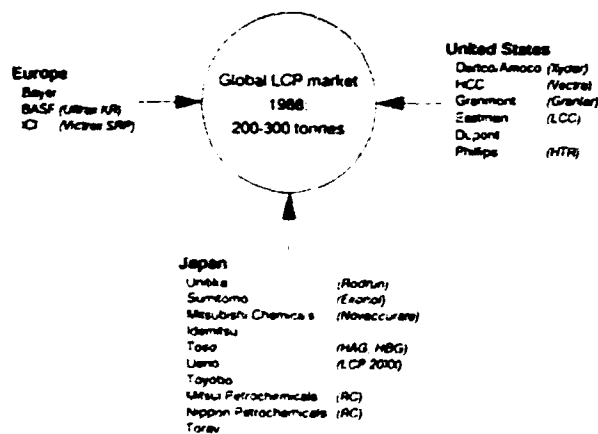 Global LCP market
1988:
200-300 tonnes
Europe
Bayer
BASF (Ultrax KR)
ICI (Victrex SRP)
United States
Dartco/Amoco (Xydar)
HCC (Vectra)
Granmont (Granlar)
Eastman (LCC)
Dupont
Phillips (HTR)
Japan
Unitika (Rodrun)
Sumitomo (Ekonol)
Mitsubishi Chemicals (Novaccurate)
Idemitsu
Toso (HAG, HBG)
Ueno (LCP 20XX)
Toyobo
Mitsui Petrochemicals (RC)
Nippon Petrochemicals (RC)
Toray